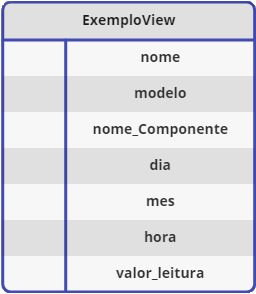 ExemploView
nome
modelo
nome_Componente
dia
mes
hora
valor_leitura